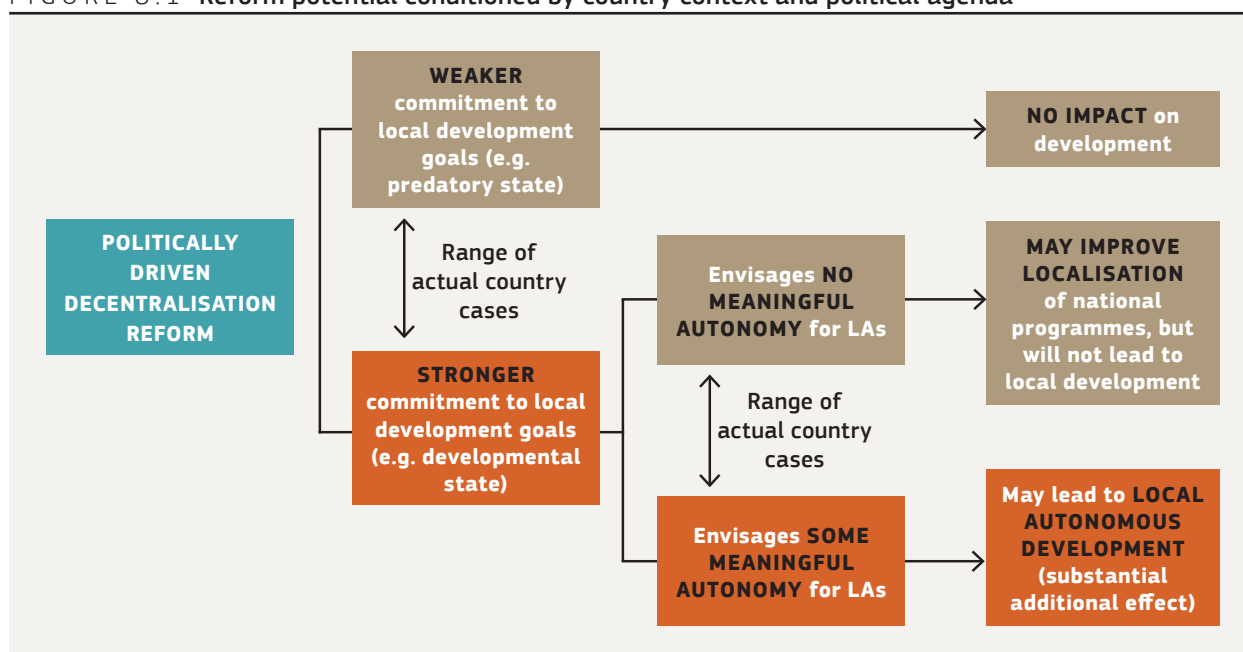 Reform potential conditioned by country context and political agenda
WEAKER
commitment to
local development
goals (e.g.
predatory state)
NO IMPACT on
development
POLITICALLY
DRIVEN
DECENTRALISATION
REFORM
Range of
actual country
cases
Envisages NO
MEANINGFUL
AUTONOMY for LAs
MAY IMPROVE
LOCALISATION
of national
programmes, but
will not lead to
local development
STRONGER
commitment to local
development goals
(e.g. developmental
state)
Range of
actual country
cases
Envisages SOME
MEANINGFUL
AUTONOMY for LAs
May lead to LOCAL
AUTONOMOUS
DEVELOPMENT
(substantial
additional effect)